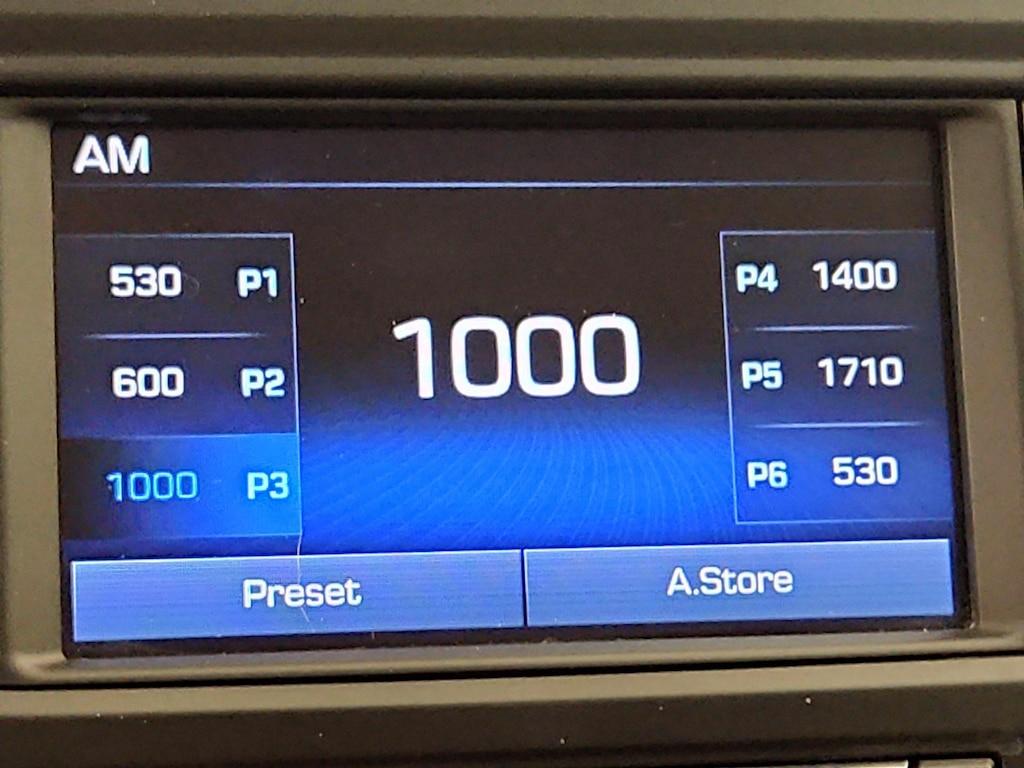 AM
530 P1
600 P2
1000 P3
1000
P4 1400
P5 1710
P6 530
Preset
A.Store